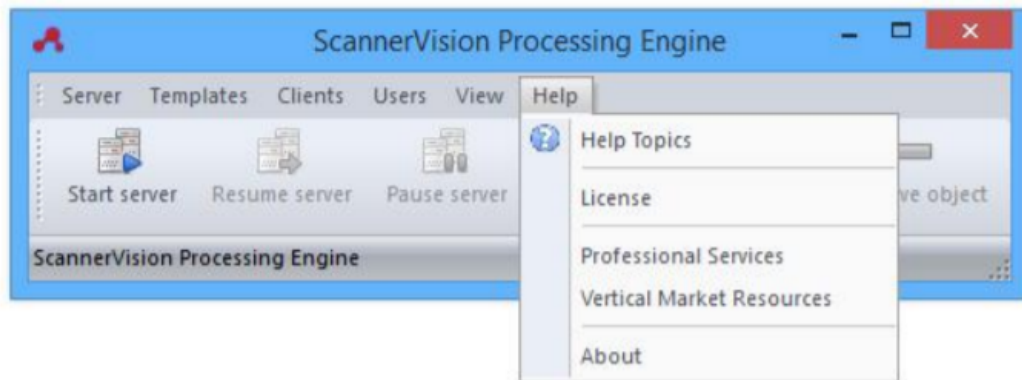 ScannerVision Processing Engine
Server Templates Clients Users View Help
Help Topics
Start server Resume server Pause server
License
object
ScannerVision Processing Engine
Professional Services
Vertical Market Resources
About